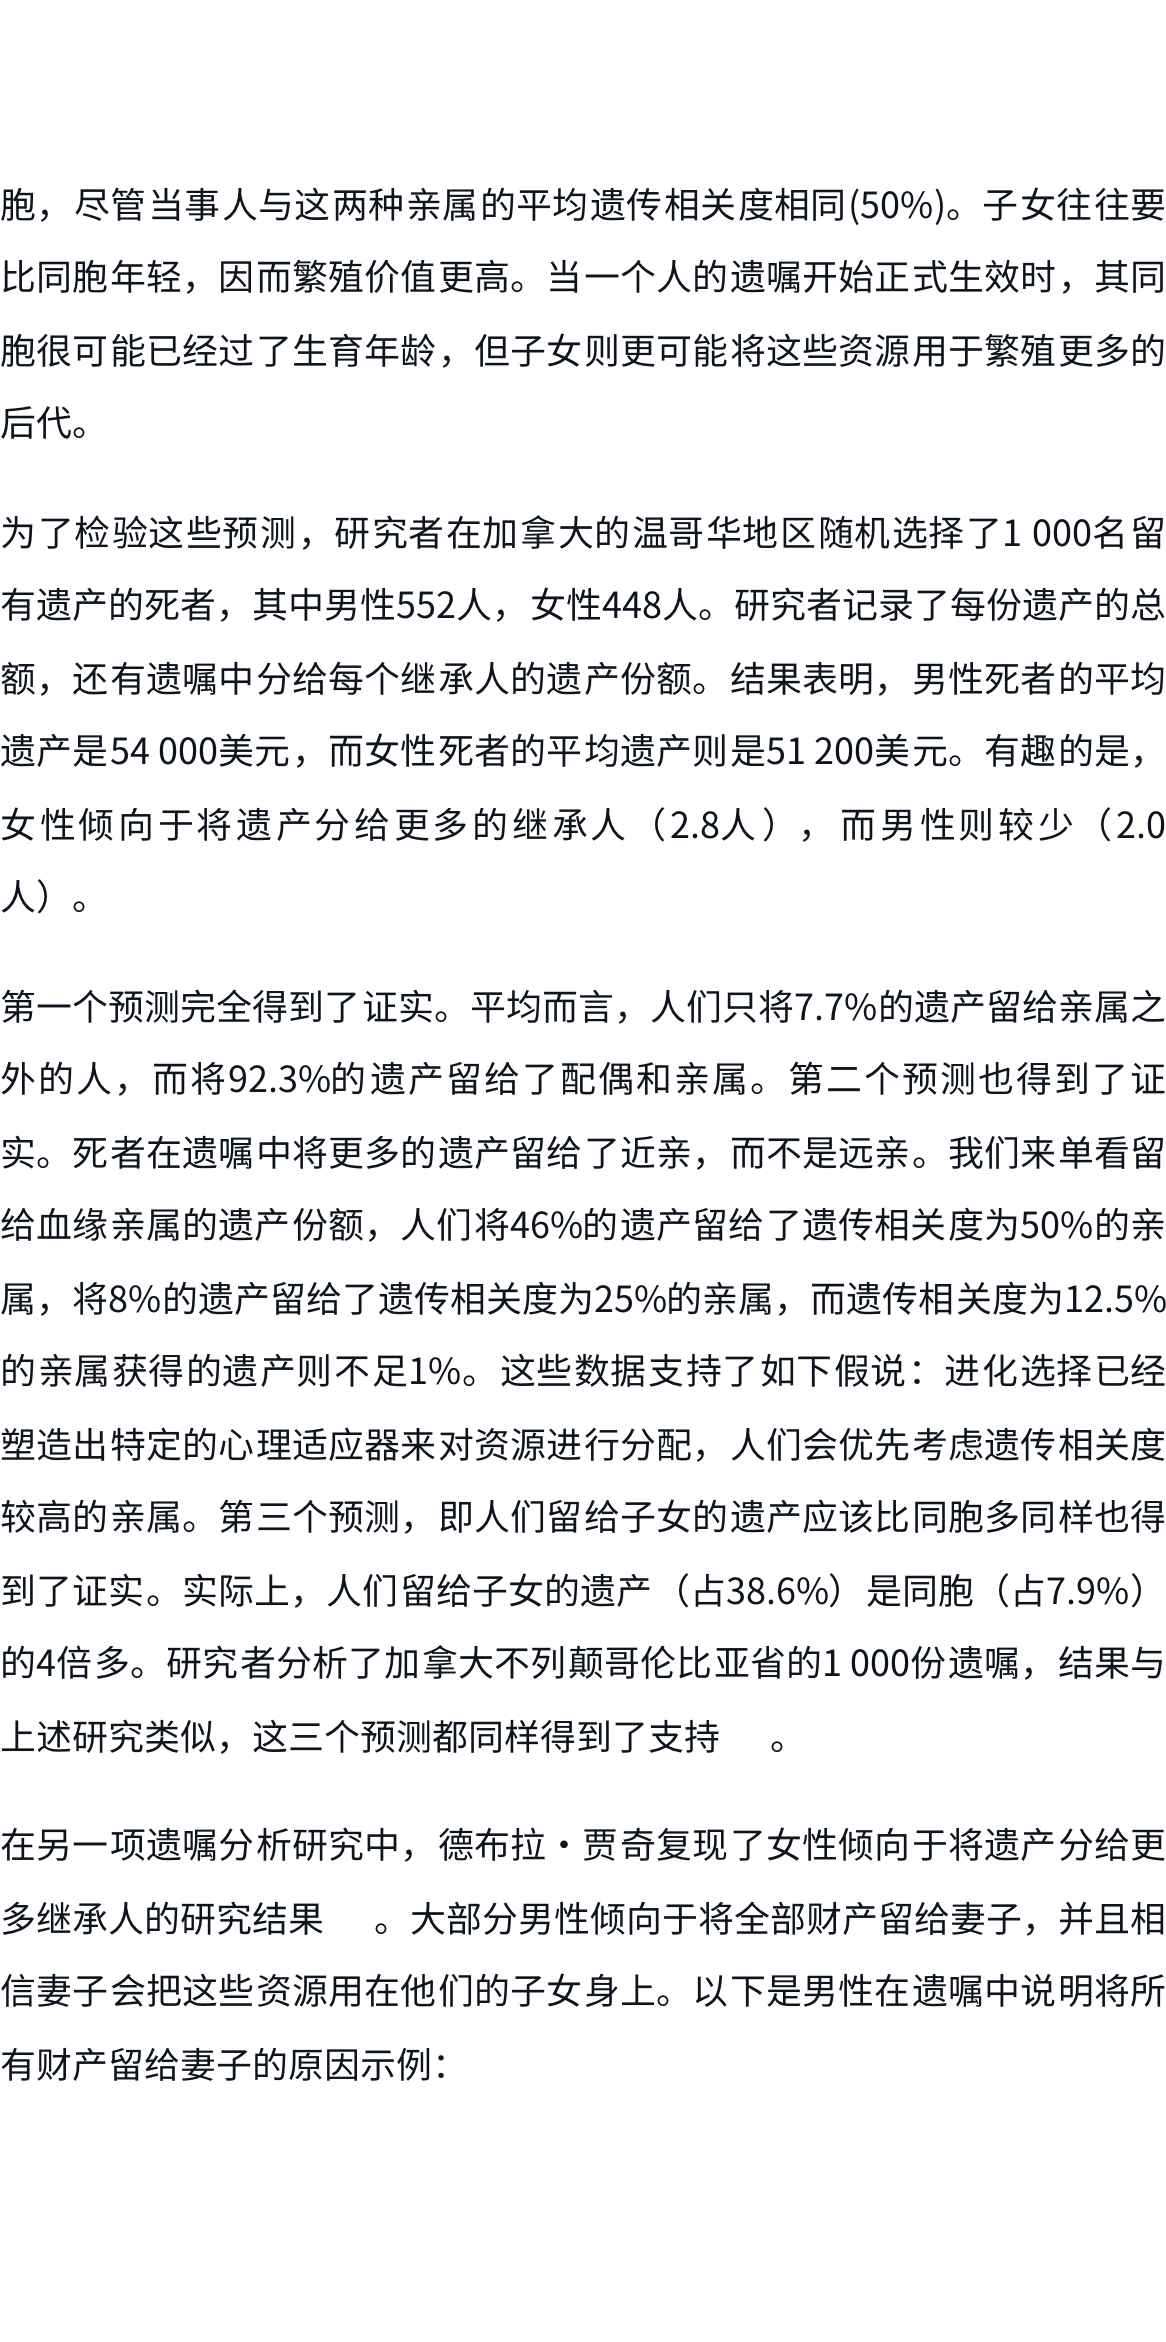 胞，尽管当事人与这两种亲属的平均遗传相关度相同(50%)。子女往往要
比同胞年轻，因而繁殖价值更高。当一个人的遗嘱开始正式生效时，其同
胞很可能已经过了生育年龄，但子女则更可能将这些资源用于繁殖更多的
后代。
为了检验这些预测，研究者在加拿大的温哥华地区随机选择了1 000名留
有遗产的死者，其中男性552人，女性448人。研究者记录了每份遗产的总
额，还有遗嘱中分给每个继承人的遗产份额。结果表明，男性死者的平均
遗产是54 000美元，而女性死者的平均遗产则是51 200美元。有趣的是，
女性倾向于将遗产分给更多的继承人（2.8人），而男性则较少（2.0
人）。
第一个预测完全得到了证实。平均而言，人们只将7.7%的遗产留给亲属之
外的人，而将92.3%的遗产留给了配偶和亲属。第二个预测也得到了证
实。死者在遗嘱中将更多的遗产留给了近亲，而不是远亲。我们来单看留
给血缘亲属的遗产份额，人们将46%的遗产留给了遗传相关度为50%的亲
属，将8%的遗产留给了遗传相关度为25%的亲属，而遗传相关度为12.5%
的亲属获得的遗产则不足1%。这些数据支持了如下假说：进化选择已经
塑造出特定的心理适应器来对资源进行分配，人们会优先考虑遗传相关度
较高的亲属。第三个预测，即人们留给子女的遗产应该比同胞多同样也得
到了证实。实际上，人们留给子女的遗产（占38.6%）是同胞（占7.9%）
的4倍多。研究者分析了加拿大不列颠哥伦比亚省的1 000份遗嘱，结果与
上述研究类似，这三个预测都同样得到了支持 。
在另一项遗嘱分析研究中，德布拉·贾奇复现了女性倾向于将遗产分给更
多继承人的研究结果 。大部分男性倾向于将全部财产留给妻子，并且相
信妻子会把这些资源用在他们的子女身上。以下是男性在遗嘱中说明将所
有财产留给妻子的原因示例：